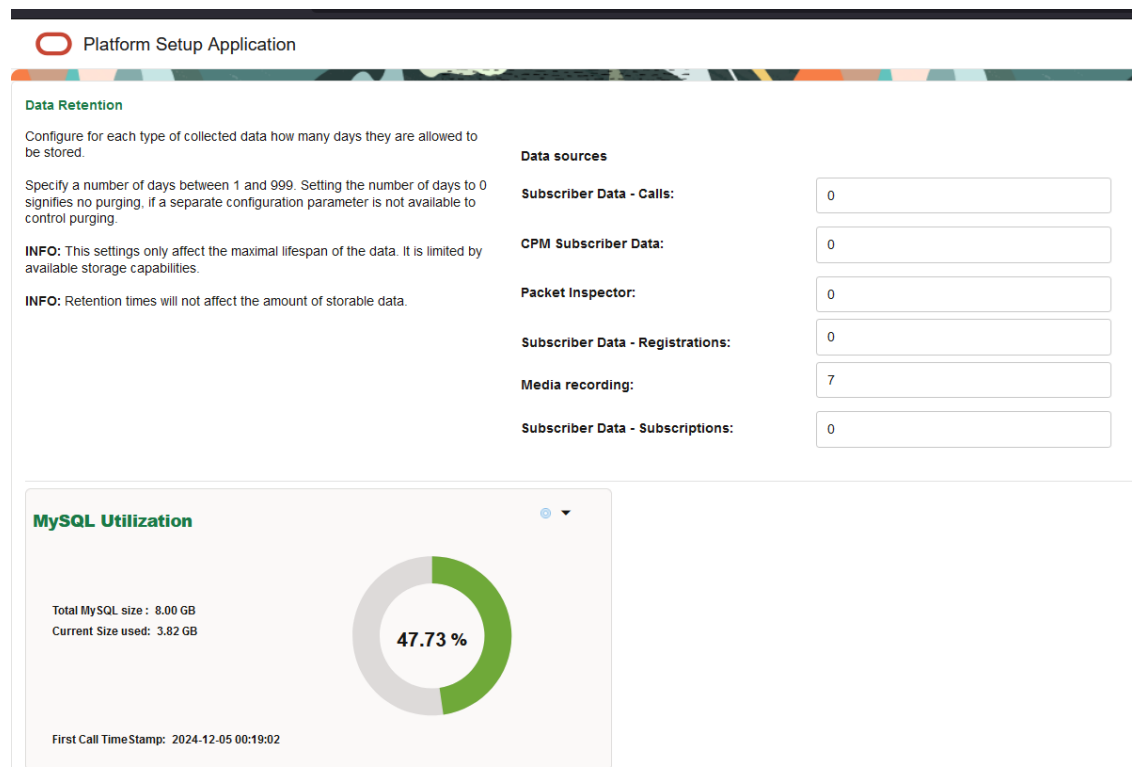 Platform Setup Application
Data Retention
Configure for each type of collected data how many days they are allowed to
be stored.
Specify a number of days between 1 and 999. Setting the number of days to 0
signifies no purging, if a separate configuration parameter is not available to
control purging.
INFO: This settings only affect the maximal lifespan of the data. It is limited by
available storage capabilities.
INFO: Retention times will not affect the amount of storable data.
Data sources
Subscriber Data - Calls: 0
CPM Subscriber Data: 0
Packet Inspector: 0
Subscriber Data - Registrations: 0
Media recording: 7
Subscriber Data - Subscriptions: 0
MySQL Utilization
Total MySQL size : 8.00 GB
Current Size used: 3.82 GB
47.73 %
First Call TimeStamp: 2024-12-05 00:19:02